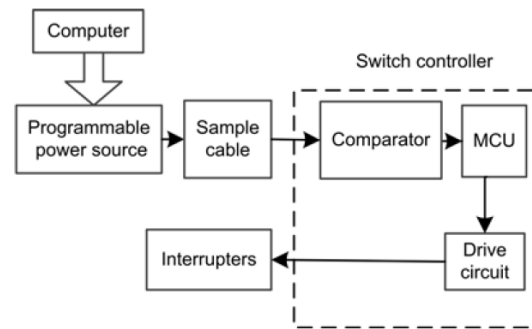 Computer
Switch controller
Programmable
power source
Sample
cable
Comparator
MCU
Interrupters
Drive
circuit